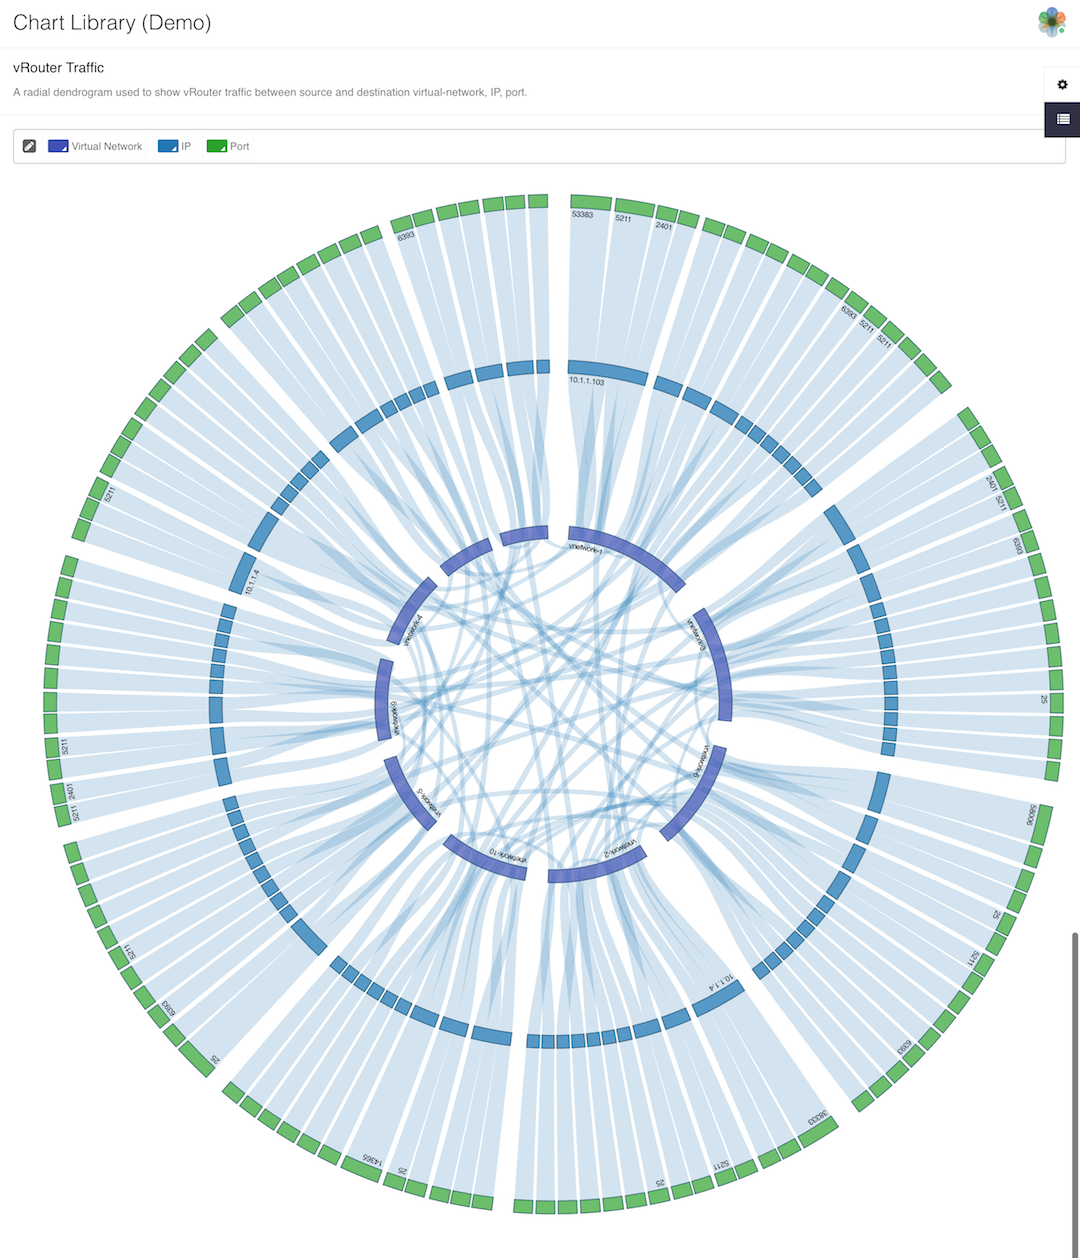 Chart Library (Demo)
vRouter Traffic
A radial dendrogram used to show vRouter traffic between source and destination virtual-network, IP, port.
Virtual Network
IP
Port
53383
5211
2401
6393
5211
5211
2401
5211
6393
25
58006
25
5211
6393
38333
5211
25
25
14365
25
6393
5211
5211
2401
5211
5211
6393
10.1.1.103
10.1.1.4
10.1.1.4
vnetwork-1
vnetwork-3
vnetwork-6
vnetwork-2
vnetwork-10
vnetwork-5
vnetwork-9
vnetwork-4